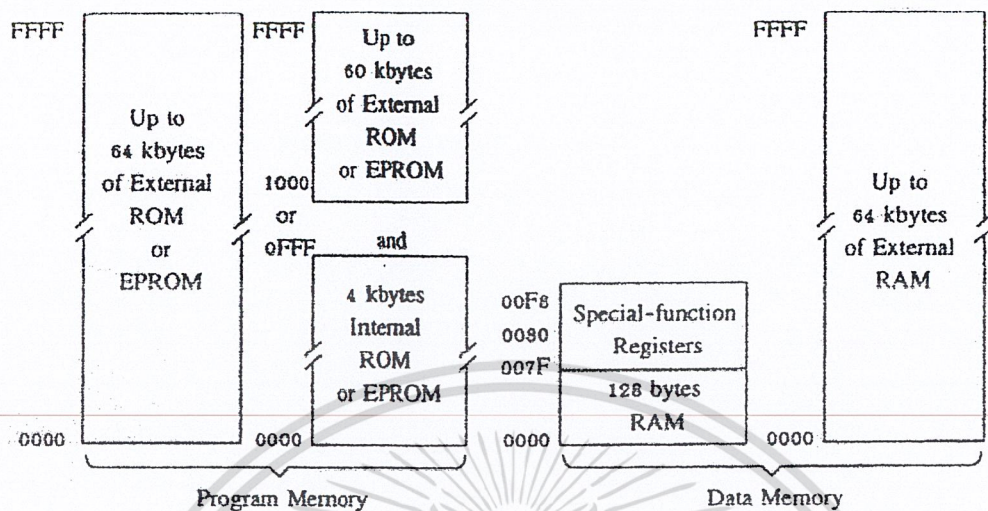 FFFF
Up to
64 kbytes
of External
ROM
or
EPROM
0000
FFFF
Up to
60 kbytes
of External
ROM
or EPROM
1000
or
0FFF
and
4 kbytes
Internal
ROM
or EPROM
0000
Program Memory
00F8
0080
007F
0000
Special-function
Registers
128 bytes
RAM
FFFF
Up to
64 kbytes
of External
RAM
0000
Data Memory